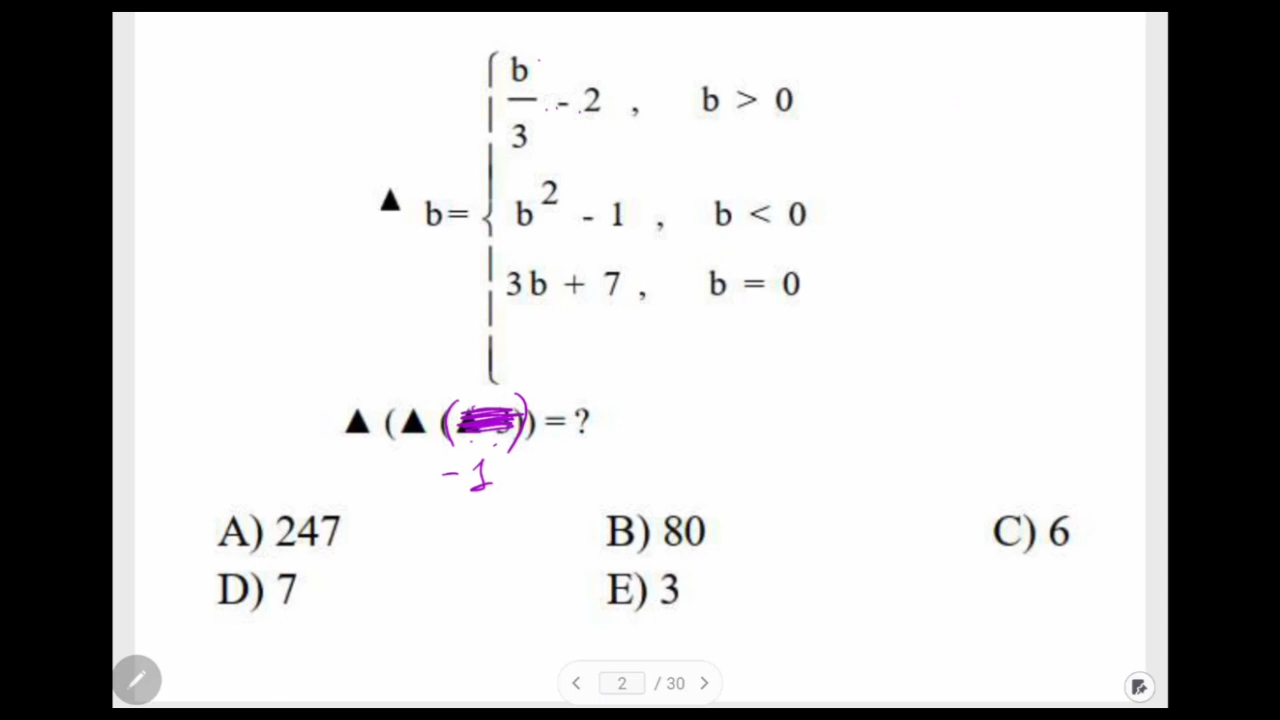 b
— - 2 , b > 0
3
▲ b= b² - 1 , b < 0
3b + 7 , b = 0
▲ (▲ ( )) = ?
- 1
A) 247 B) 80 C) 6
D) 7 E) 3
2 / 30